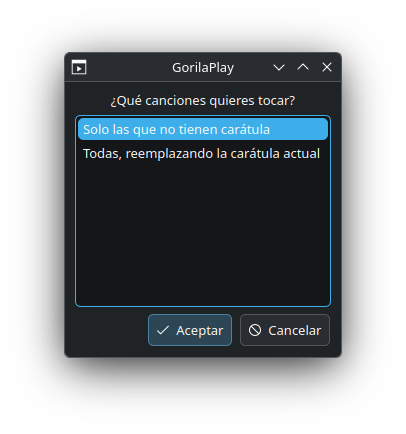 GorilaPlay
¿Qué canciones quieres tocar?
Solo las que no tienen carátula
Todas, reemplazando la carátula actual
Aceptar
Cancelar